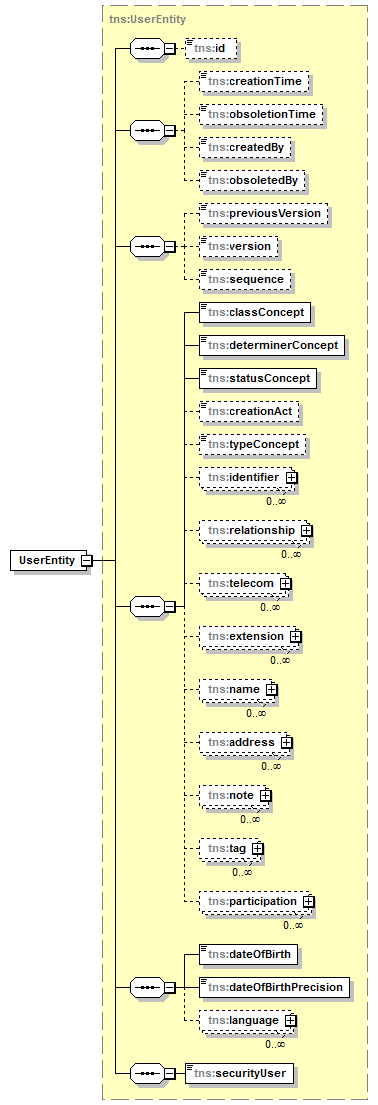 tns:UserEntity
tns:id
tns:creationTime
tns:obsoletionTime
tns:createdBy
tns:obsoletedBy
tns:previousVersion
tns:version
tns:sequence
tns:classConcept
tns:determinerConcept
tns:statusConcept
tns:creationAct
tns:typeConcept
tns:identifier
0..∞
tns:relationship
0..∞
UserEntity
tns:telecom
0..∞
tns:extension
0..∞
tns:name
0..∞
tns:address
0..∞
tns:note
0..∞
tns:tag
0..∞
tns:participation
0..∞
tns:dateOfBirth
tns:dateOfBirthPrecision
tns:language
0..∞
tns:securityUser